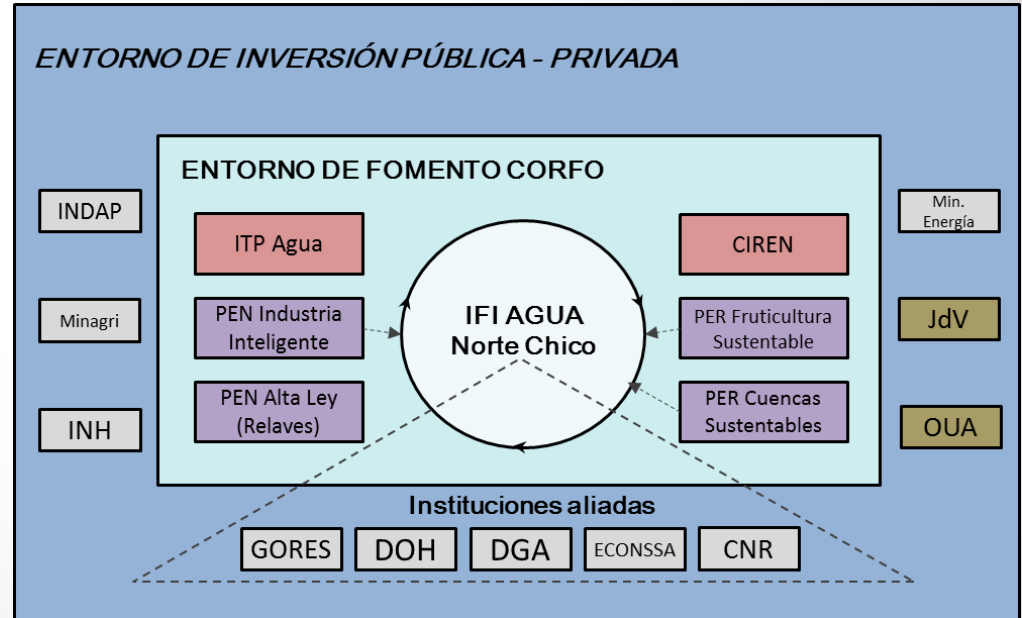 ENTORNO DE INVERSIÓN PÚBLICA - PRIVADA
ENTORNO DE FOMENTO CORFO
INDAP
Minagri
INH
ITP Agua
PEN Industria
Inteligente
PEN Alta Ley
(Relaves)
IFI AGUA
Norte Chico
CIREN
PER Fruticultura
Sustentable
PER Cuencas
Sustentables
Min.
Energía
JdV
OUA
Instituciones aliadas
GORES
DOH
DGA
ECONSSA
CNR